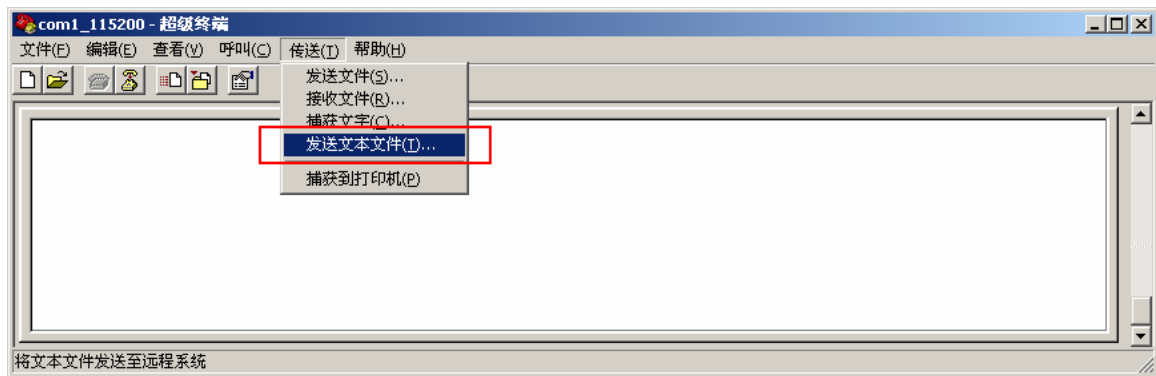 com1_115200 - 超级终端
文件(F) 编辑(E) 查看(V) 呼叫(C) 传送(T) 帮助(H)
发送文件(S)...
接收文件(R)...
捕获文字(C)...
发送文本文件(T)...
捕获到打印机(P)
将文本文件发送至远程系统